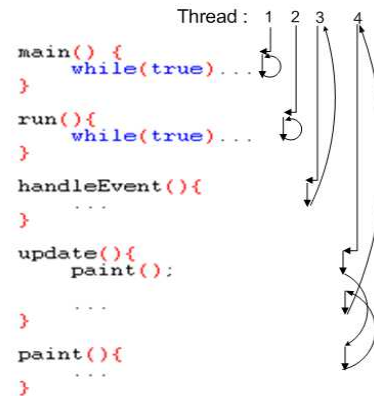 Thread : 1 2 3 4
main() {
while(true)...
}
run(){
while(true)...
}
handleEvent(){
...
}
update(){
paint();
...
}
paint(){
...
}